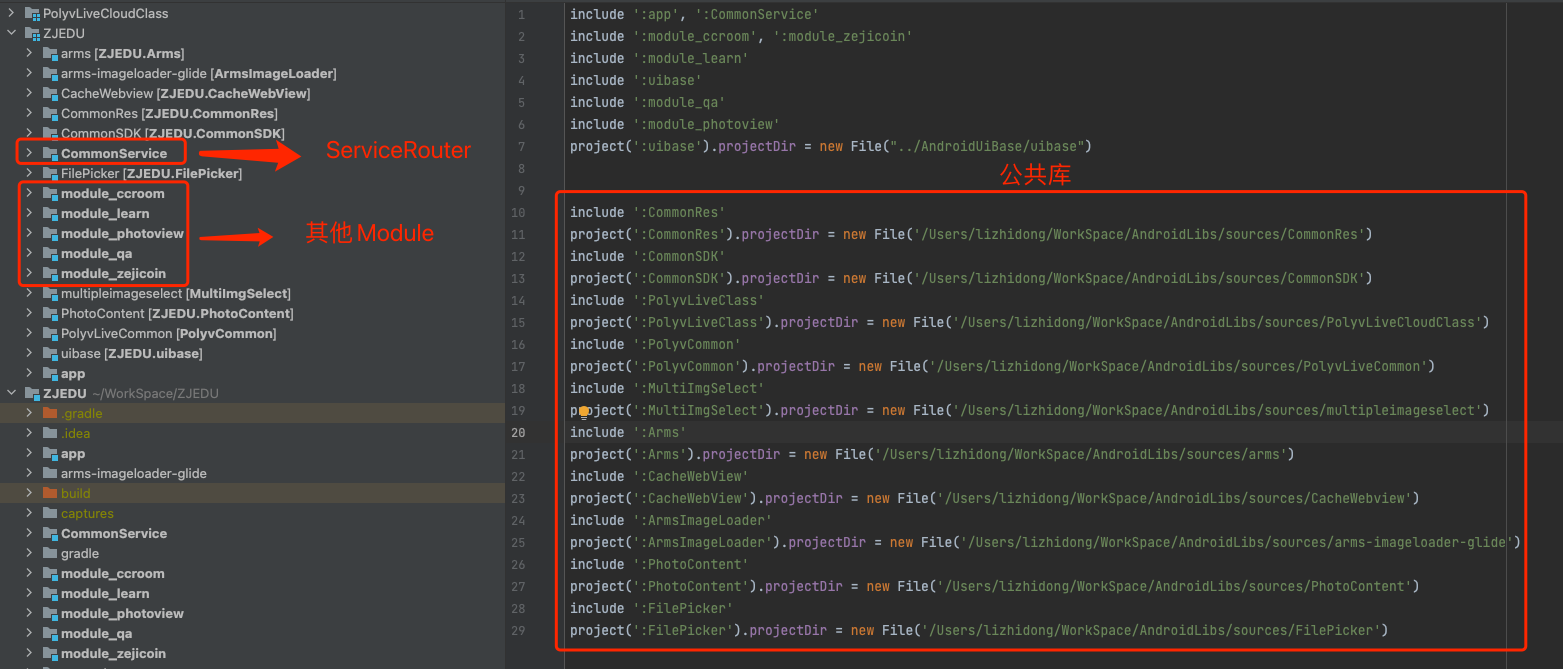 PolyvLiveCloudClass
ZJEDU
arms [ZJEDU.Arms]
arms-imageloader-glide [ArmsImageLoader]
CacheWebview [ZJEDU.CacheWebView]
CommonRes [ZJEDU.CommonRes]
CommonSDK [ZJEDU.CommonSDK]
CommonService
FilePicker [ZJEDU.FilePicker]
module_ccroom
module_learn
module_photoview
module_qa
module_zejicoin
multipleimageselect [MultiImgSelect]
PhotoContent [ZJEDU.PhotoContent]
PolyvLiveCommon [PolyvCommon]
uibase [ZJEDU.uibase]
app
ZJEDU ~/WorkSpace/ZJEDU
.gradle
.idea
app
arms-imageloader-glide
build
captures
CommonService
gradle
module_ccroom
module_learn
module_photoview
module_qa
module_zejicoin
ServiceRouter
其他Module
1 include ':app', ':CommonService'
2 include ':module_ccroom', ':module_zejicoin'
3 include ':module_learn'
4 include ':uibase'
5 include ':module_qa'
6 include ':module_photoview'
7 project(':uibase').projectDir = new File("../AndroidUiBase/uibase")
8
公共库
9
10 include ':CommonRes'
11 project(':CommonRes').projectDir = new File('/Users/lizhidong/WorkSpace/AndroidLibs/sources/CommonRes')
12 include ':CommonSDK'
13 project(':CommonSDK').projectDir = new File('/Users/lizhidong/WorkSpace/AndroidLibs/sources/CommonSDK')
14 include ':PolyvLiveClass'
15 project(':PolyvLiveClass').projectDir = new File('/Users/lizhidong/WorkSpace/AndroidLibs/sources/PolyvLiveCloudClass')
16 include ':PolyvCommon'
17 project(':PolyvCommon').projectDir = new File('/Users/lizhidong/WorkSpace/AndroidLibs/sources/PolyvLiveCommon')
18 include ':MultiImgSelect'
19 project(':MultiImgSelect').projectDir = new File('/Users/lizhidong/WorkSpace/AndroidLibs/sources/multipleimageselect')
20 include ':Arms'
21 project(':Arms').projectDir = new File('/Users/lizhidong/WorkSpace/AndroidLibs/sources/arms')
22 include ':CacheWebView'
23 project(':CacheWebView').projectDir = new File('/Users/lizhidong/WorkSpace/AndroidLibs/sources/CacheWebview')
24 include ':ArmsImageLoader'
25 project(':ArmsImageLoader').projectDir = new File('/Users/lizhidong/WorkSpace/AndroidLibs/sources/arms-imageloader-glide')
26 include ':PhotoContent'
27 project(':PhotoContent').projectDir = new File('/Users/lizhidong/WorkSpace/AndroidLibs/sources/PhotoContent')
28 include ':FilePicker'
29 project(':FilePicker').projectDir = new File('/Users/lizhidong/WorkSpace/AndroidLibs/sources/FilePicker')